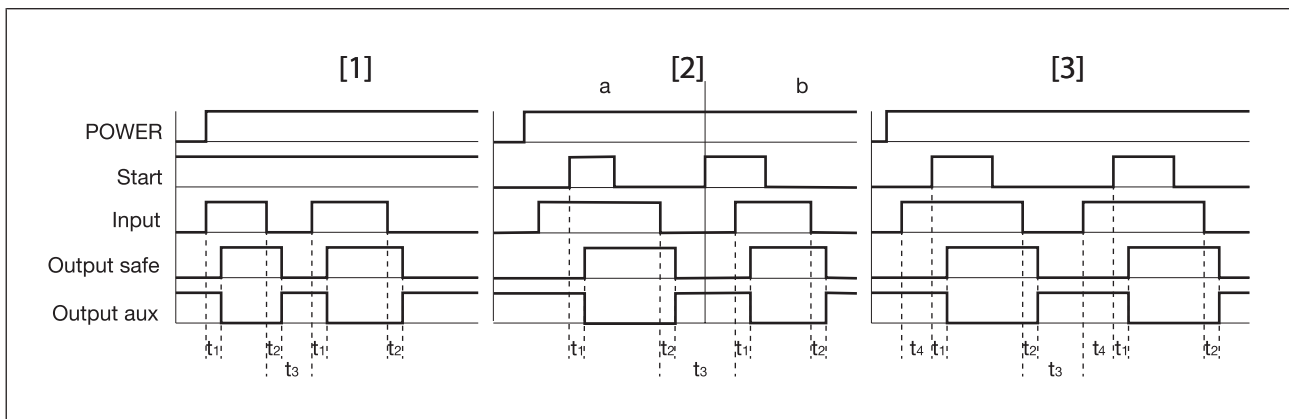 [1] [2] [3]
a b
POWER
Start
Input
Output safe
Output aux
t1 t2 t1 t2 t1 t2 t1 t2 t4 t1 t2 t4 t1 t2
t3 t3 t3